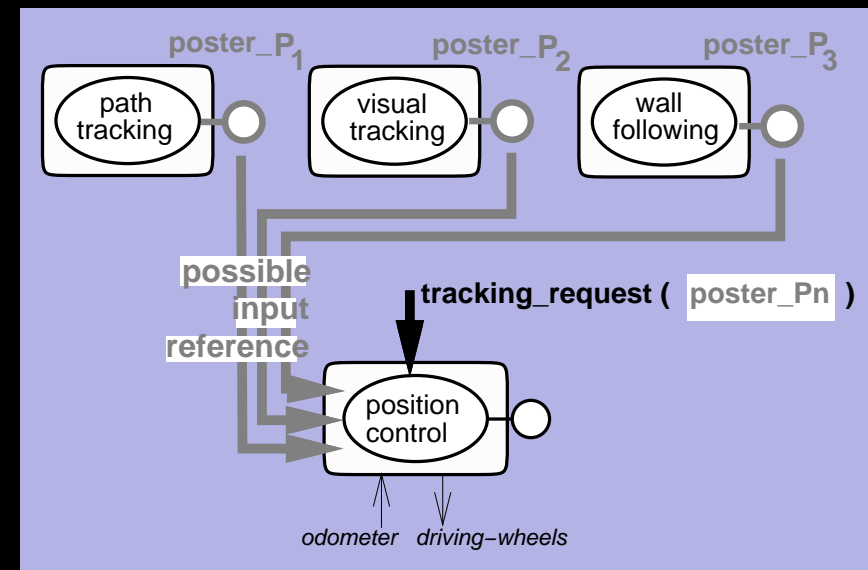 poster_P1
poster_P2
poster_P3
path
tracking
visual
tracking
wall
following
possible
input
reference
tracking_request ( poster_Pn )
position
control
odometer
driving−wheels